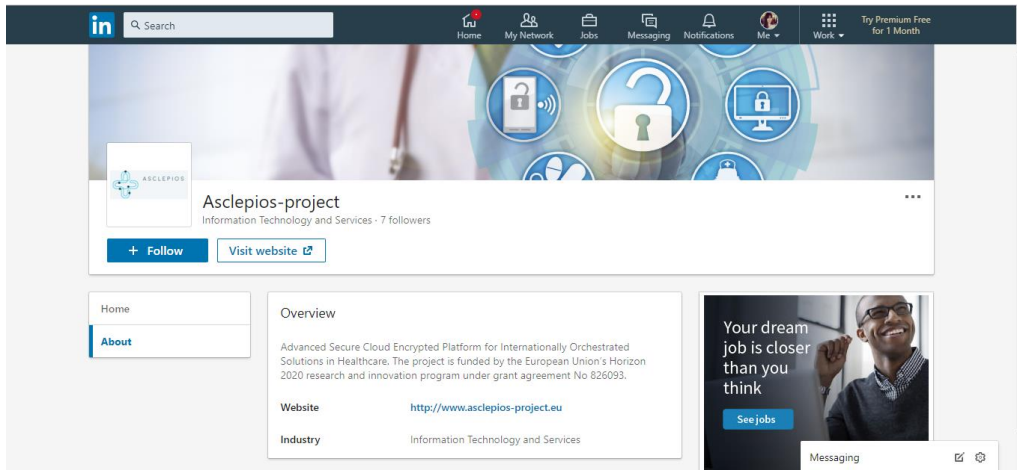 in
Search
Home
My Network
Jobs
Messaging
Notifications
Me
Work
Try Premium Free
for 1 Month
ASCLEPIOS
Asclepios-project
Information Technology and Services · 7 followers
+ Follow
Visit website
Home
About
Overview
Advanced Secure Cloud Encrypted Platform for Internationally Orchestrated
Solutions in Healthcare. The project is funded by the European Union's Horizon
2020 research and innovation program under grant agreement No 826093.
Website http://www.asclepios-project.eu
Industry Information Technology and Services
Your dream
job is closer
than you
think
See jobs
Messaging